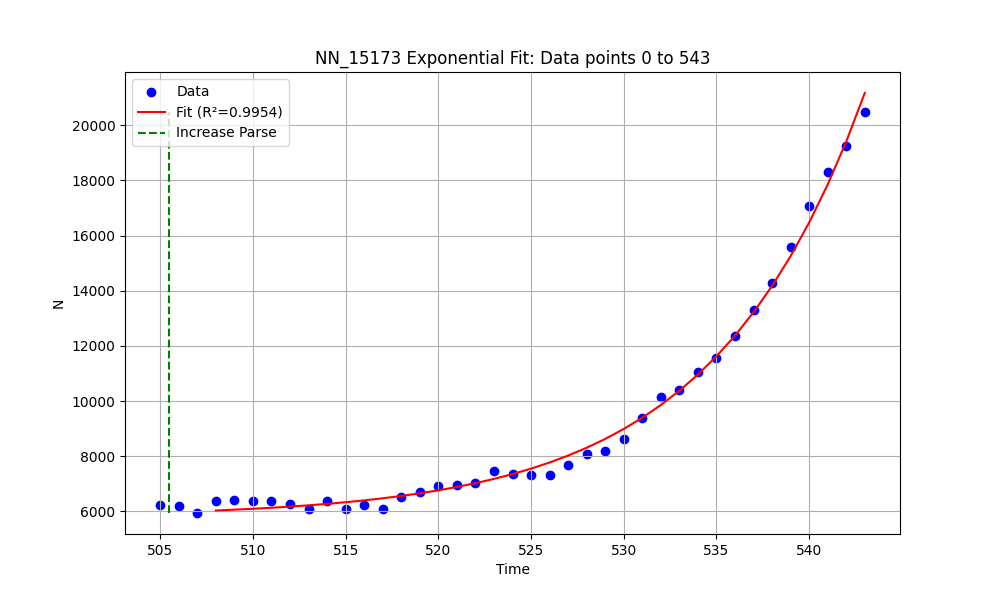 NN_15173 Exponential Fit: Data points 0 to 543
Data
Fit (R²=0.9954)
Increase Parse
20000
18000
16000
14000
12000
10000
8000
6000
N
505 510 515 520 525 530 535 540
Time